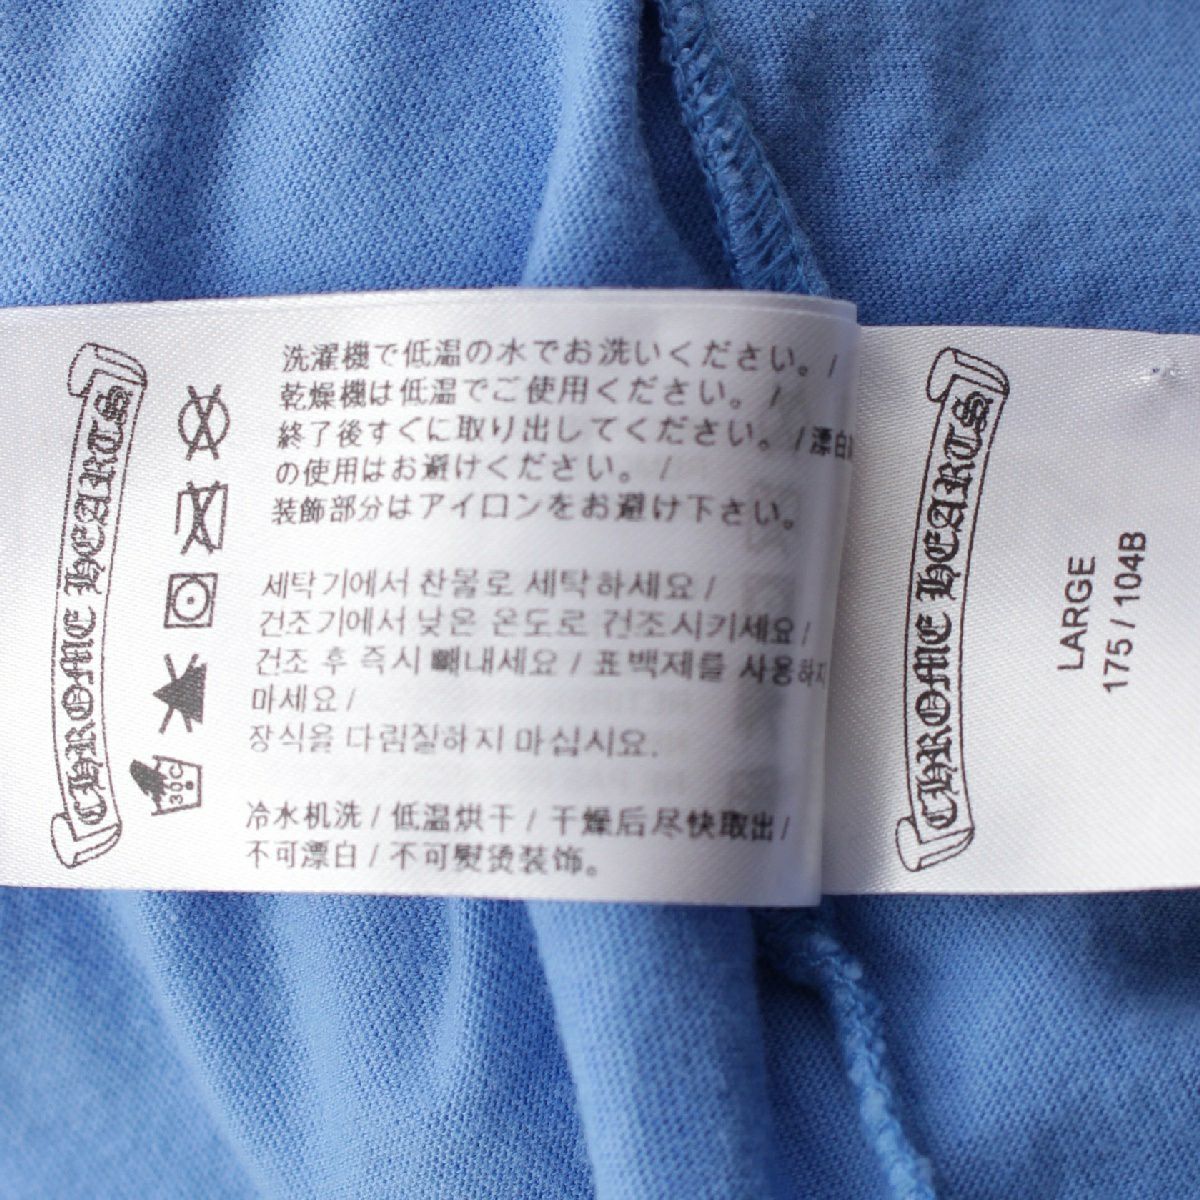 CHROME HEARTS
洗濯機で低温の水でお洗いください。/
乾燥機は低温でご使用ください。/
終了後すぐに取り出してください。/漂白
の使用はお避けください。/
装飾部分はアイロンをお避け下さい。
세탁기에서 찬물로 세탁하세요 /
건조기에서 낮은 온도로 건조시키세요 /
건조 후 즉시 빼내세요 / 표백제를 사용하지
마세요 /
장식을 다림질하지 마십시요.
冷水机洗 / 低温烘干 / 干燥后尽快取出 /
不可漂白 / 不可熨烫装饰。
30C
CHROME HEARTS
LARGE
175 / 104B